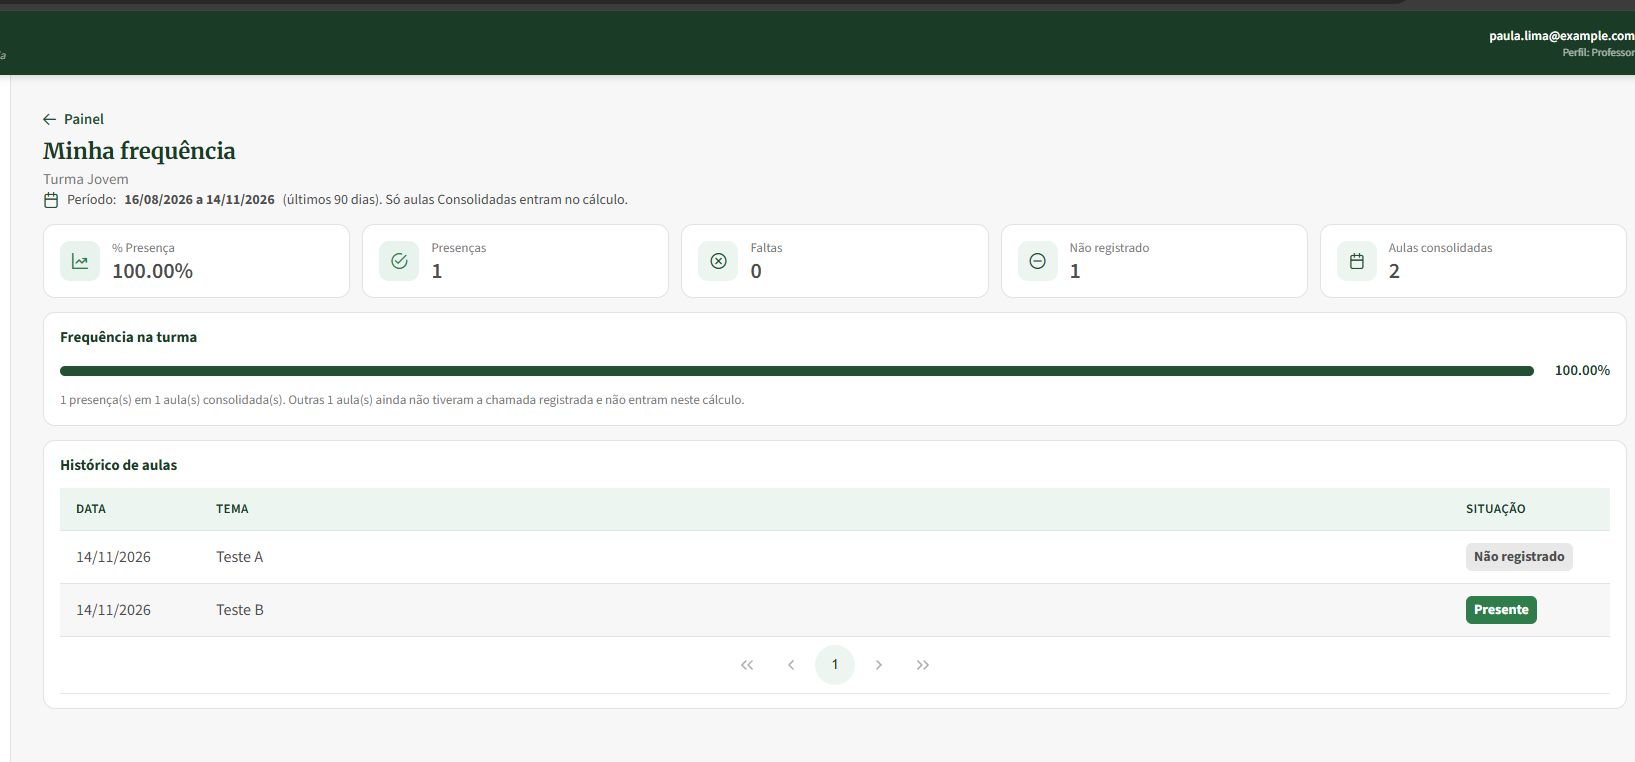 paula.lima@example.com
Perfil: Professor
Painel
Minha frequência
Turma Jovem
Período: 16/08/2026 a 14/11/2026 (últimos 90 dias). Só aulas Consolidadas entram no cálculo.
% Presença
100.00%
Presenças
1
Faltas
0
Não registrado
1
Aulas consolidadas
2
Frequência na turma
100.00%
1 presença(s) em 1 aula(s) consolidada(s). Outras 1 aula(s) ainda não tiveram a chamada registrada e não entram neste cálculo.
Histórico de aulas
DATA TEMA SITUAÇÃO
14/11/2026 Teste A Não registrado
14/11/2026 Teste B Presente
1